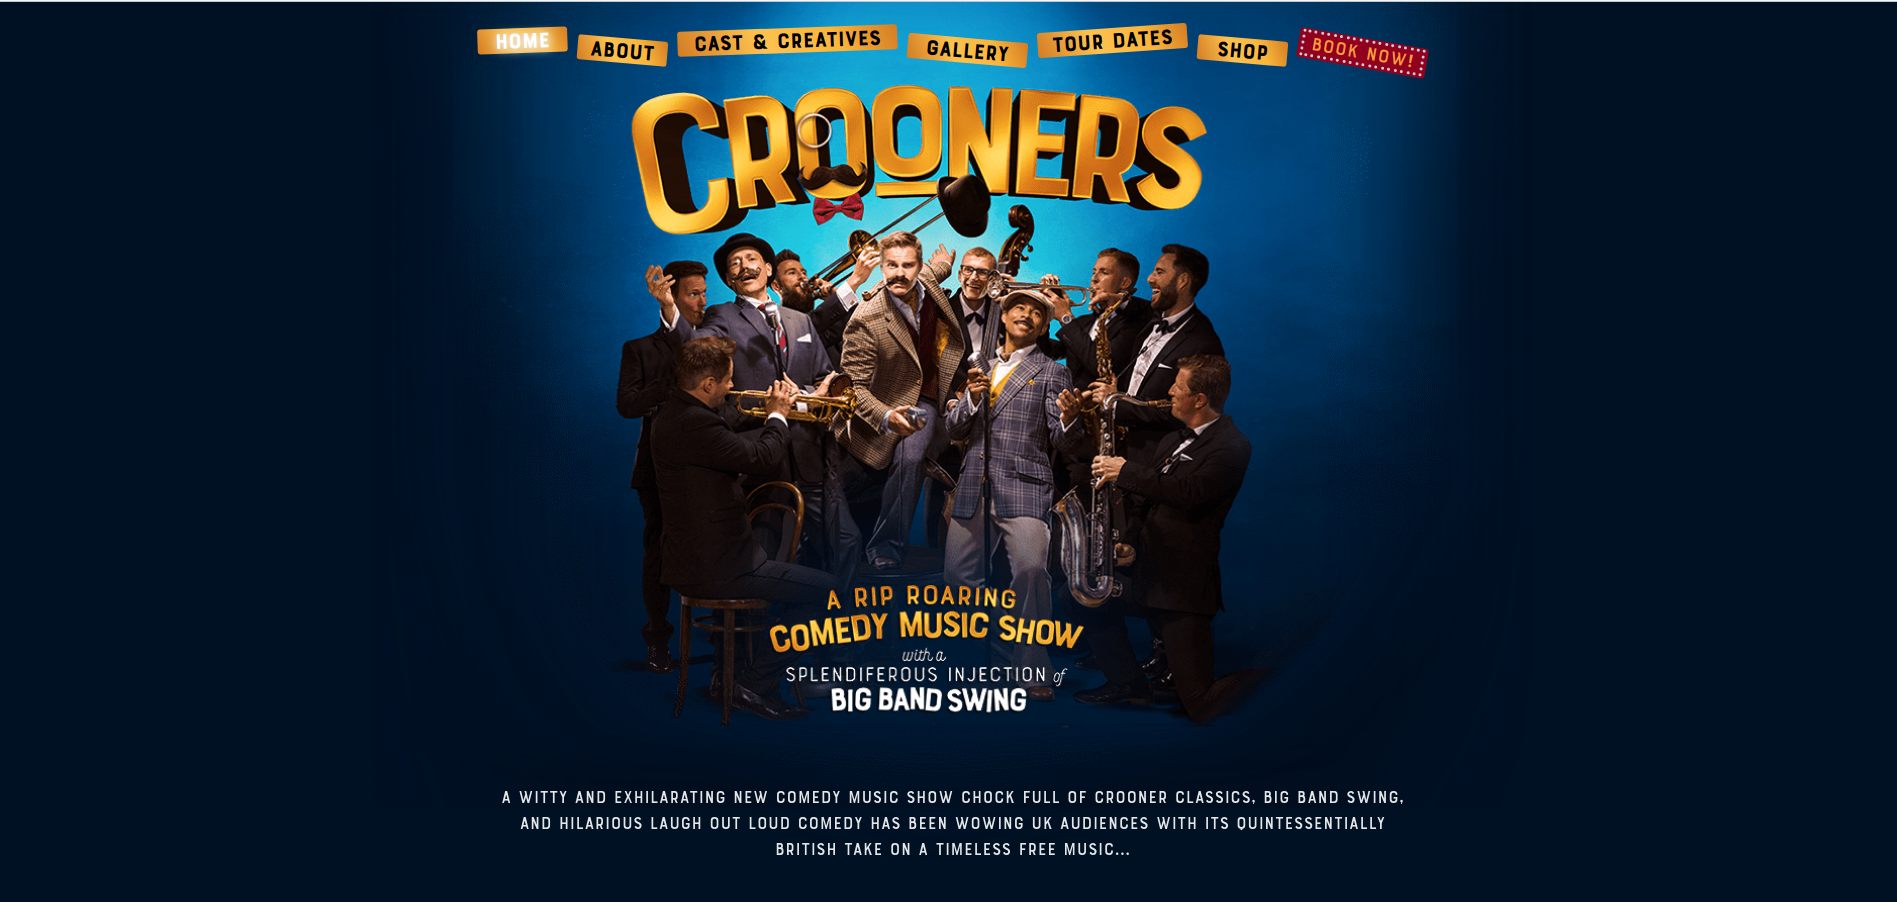 HOME
ABOUT
CAST & CREATIVES
GALLERY
TOUR DATES
SHOP
BOOK NOW!
CROONERS
A RIP ROARING
COMEDY MUSIC SHOW
with a
SPLENDIFEROUS INJECTION of
BIG BAND SWING
A WITTY AND EXHILARATING NEW COMEDY MUSIC SHOW CHOCK FULL OF CROONER CLASSICS, BIG BAND SWING,
AND HILARIOUS LAUGH OUT LOUD COMEDY HAS BEEN WOWING UK AUDIENCES WITH ITS QUINTESSENTIALLY
BRITISH TAKE ON A TIMELESS FREE MUSIC...